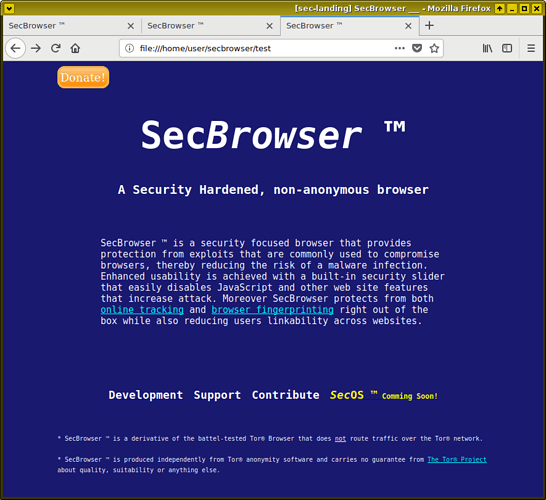 [sec-landing] SecBrowser __ - Mozilla Firefox
SecBrowser ™ SecBrowser ™ SecBrowser ™
file:///home/user/secbrowser/test
Donate!
SecBrowser ™
A Security Hardened, non-anonymous browser
SecBrowser ™ is a security focused browser that provides
protection from exploits that are commonly used to compromise
browsers, thereby reducing the risk of a malware infection.
Enhanced usability is achieved with a built-in security slider
that easily disables JavaScript and other web site features
that increase attack. Moreover SecBrowser protects from both
online tracking and browser fingerprinting right out of the
box while also reducing users linkability across websites.
Development Support Contribute SecOS ™ Comming Soon!
* SecBrowser ™ is a derivative of the battel-tested Tor® Browser that does not route traffic over the Tor® network.
* SecBrowser ™ is produced independently from Tor® anonymity software and carries no guarantee from The Tor® Project
about quality, suitability or anything else.